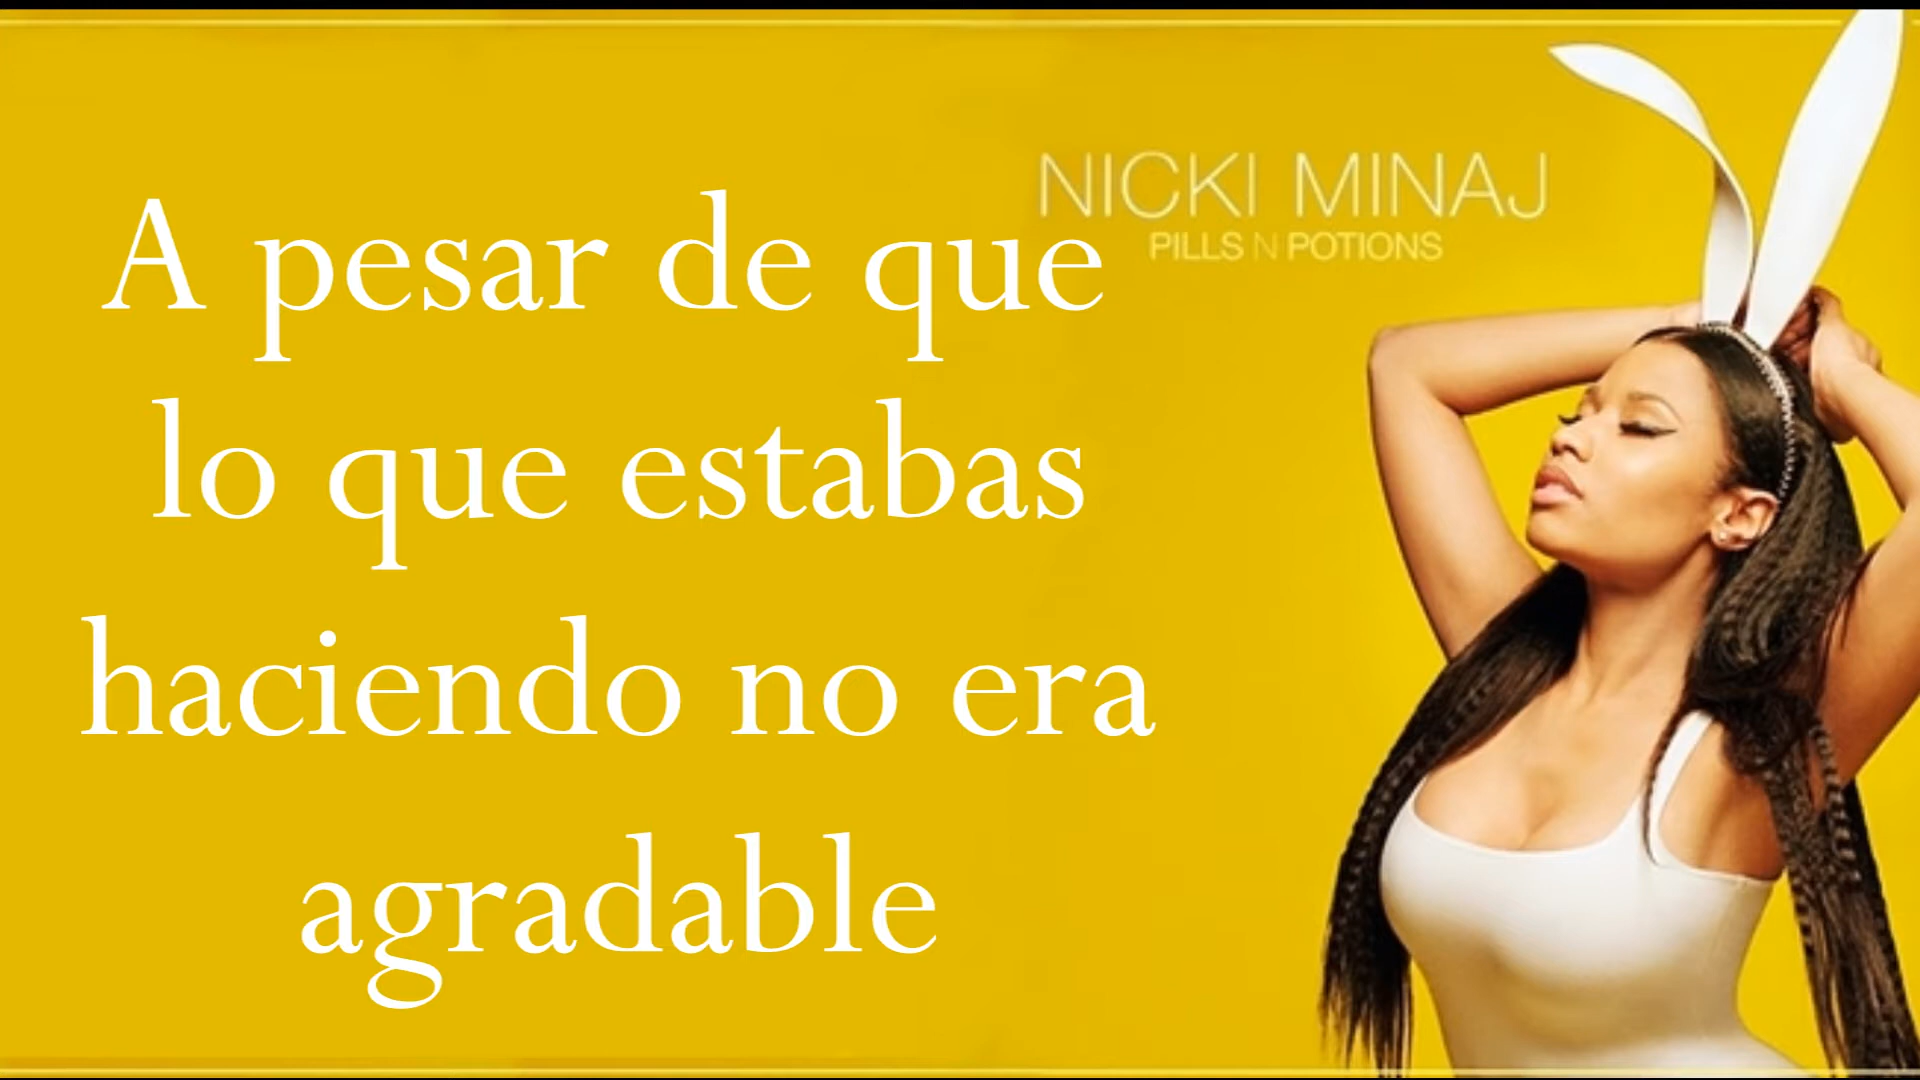 NICKI MINAJ
PILLS N POTIONS
A pesar de que
lo que estabas
haciendo no era
agradable